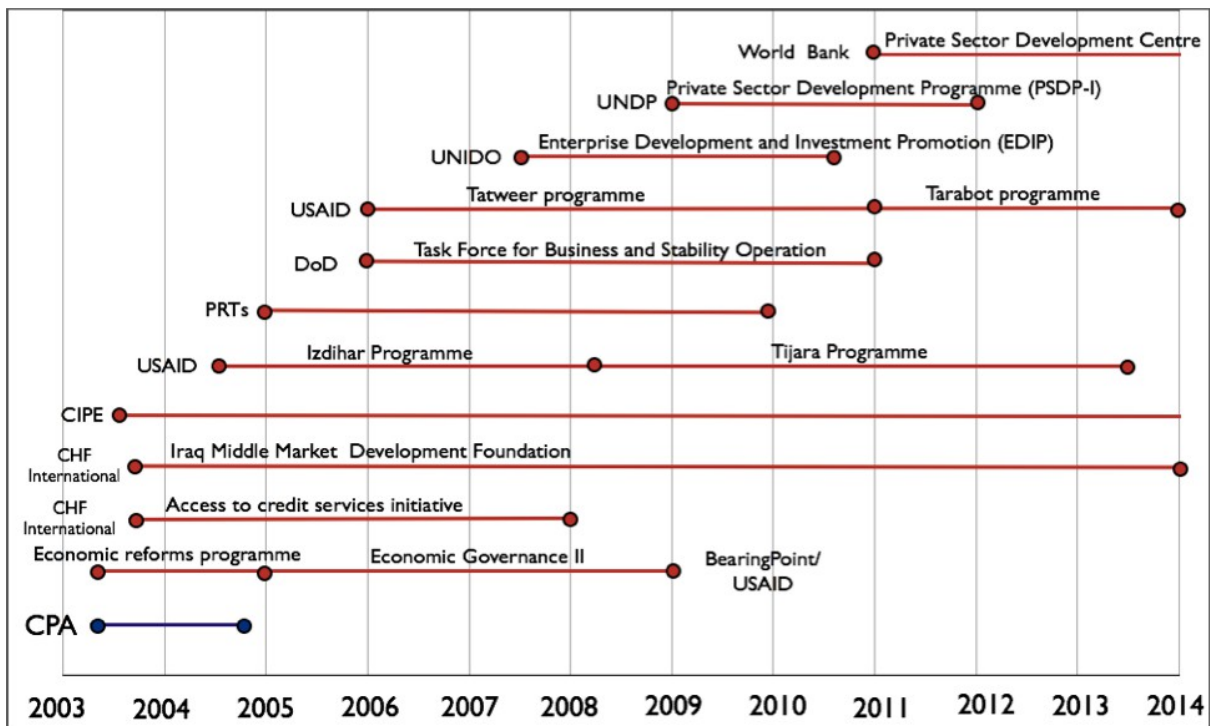 World Bank
Private Sector Development Centre
UNDP
Private Sector Development Programme (PSDP-I)
UNIDO
Enterprise Development and Investment Promotion (EDIP)
USAID
Tatweer programme
Tarabot programme
DoD
Task Force for Business and Stability Operation
PRTs
USAID
Izdihar Programme
Tijara Programme
CIPE
CHF
International
Iraq Middle Market Development Foundation
CHF
International
Access to credit services initiative
Economic reforms programme
Economic Governance II
BearingPoint/
USAID
CPA
2003 2004 2005 2006 2007 2008 2009 2010 2011 2012 2013 2014